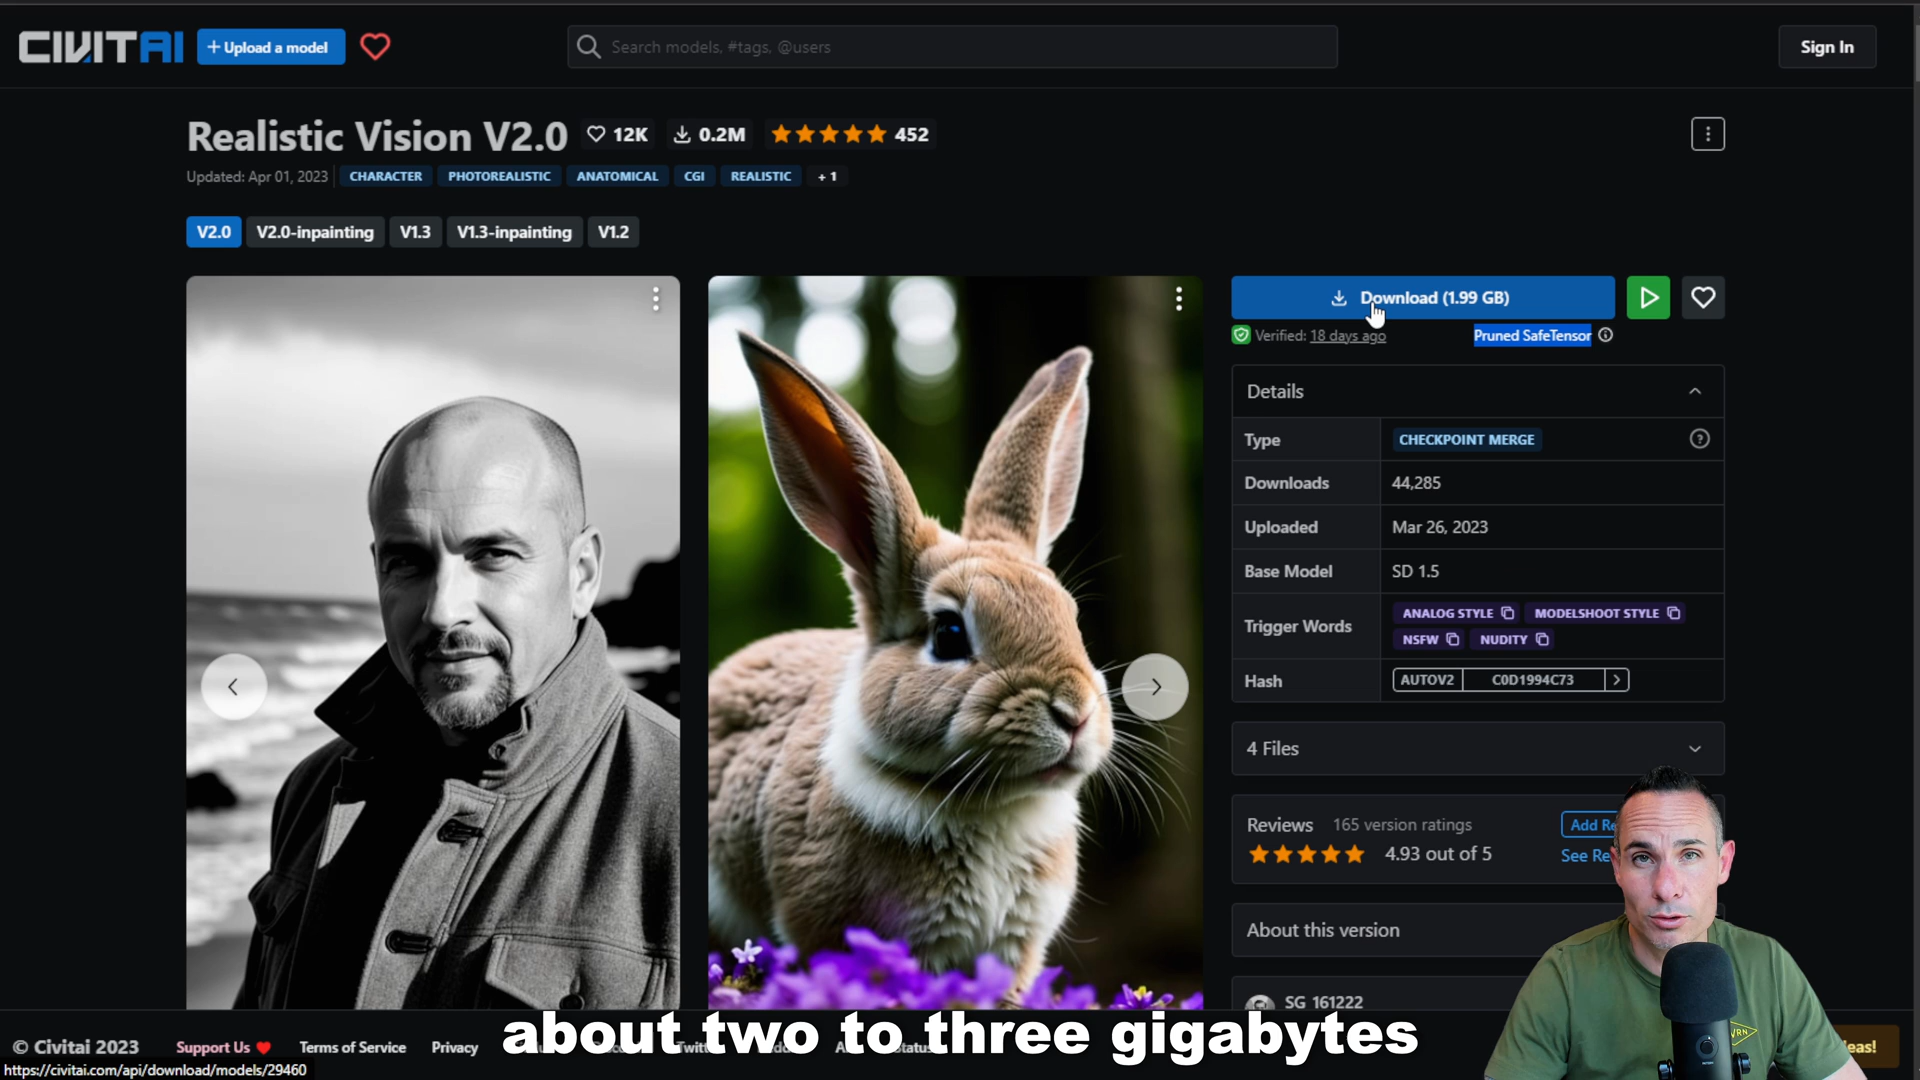 CIVITAI
+ Upload a model
Search models, #tags, @users
Sign In
Realistic Vision V2.0
12K
0.2M
452
Updated: Apr 01, 2023
CHARACTER
PHOTOREALISTIC
ANATOMICAL
CGI
REALISTIC
+ 1
V2.0
V2.0-inpainting
V1.3
V1.3-inpainting
V1.2
Download (1.99 GB)
Verified: 18 days ago
Pruned SafeTensor
Details
Type
CHECKPOINT MERGE
Downloads
44,285
Uploaded
Mar 26, 2023
Base Model
SD 1.5
Trigger Words
ANALOG STYLE
MODELSHOOT STYLE
NSFW
NUDITY
Hash
AUTOV2
C0D1994C73
4 Files
Reviews
165 version ratings
Add Re
4.93 out of 5
See Re
About this version
SG 161222
about two to three gigabytes
© Civitai 2023
Support Us
Terms of Service
Privacy
https://civitai.com/api/download/models/29460